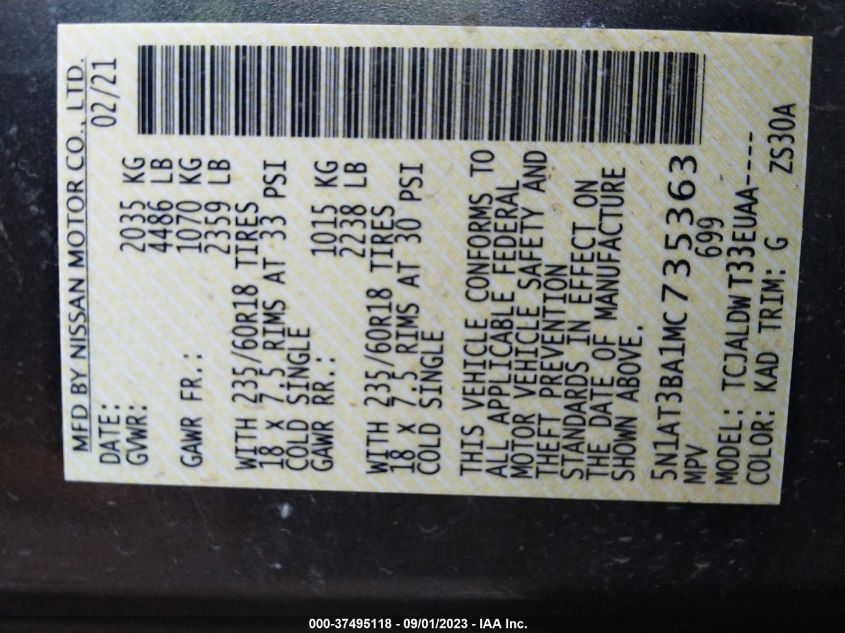 MFD BY NISSAN MOTOR CO., LTD.
DATE: 02/21
GVWR: 2035 KG
4486 LB
GAWR FR.: 1070 KG
2359 LB
WITH 235/60R18 TIRES
18 X 7.5 RIMS AT 33 PSI
COLD SINGLE
GAWR RR.: 1015 KG
2238 LB
WITH 235/60R18 TIRES
18 X 7.5 RIMS AT 30 PSI
COLD SINGLE
THIS VEHICLE CONFORMS TO
ALL APPLICABLE FEDERAL
MOTOR VEHICLE SAFETY AND
THEFT PREVENTION
STANDARDS IN EFFECT ON
THE DATE OF MANUFACTURE
SHOWN ABOVE.
5N1AT3BA1MC735363
MPV 699
MODEL: TCJALDW T33EUAA-----
COLOR: KAD TRIM: G ZS30A
000-37495118 - 09/01/2023 - IAA Inc.